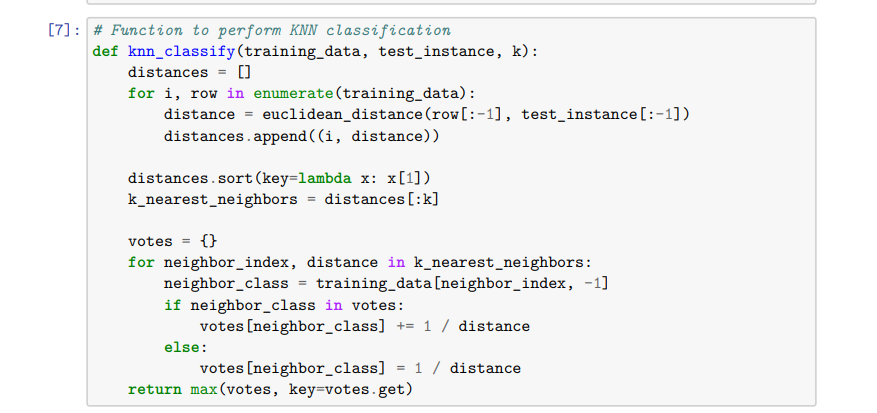 [7]: # Function to perform KNN classification
def knn_classify(training_data, test_instance, k):
    distances = []
    for i, row in enumerate(training_data):
        distance = euclidean_distance(row[:-1], test_instance[:-1])
        distances.append((i, distance))

    distances.sort(key=lambda x: x[1])
    k_nearest_neighbors = distances[:k]

    votes = {}
    for neighbor_index, distance in k_nearest_neighbors:
        neighbor_class = training_data[neighbor_index, -1]
        if neighbor_class in votes:
            votes[neighbor_class] += 1 / distance
        else:
            votes[neighbor_class] = 1 / distance
    return max(votes, key=votes.get)